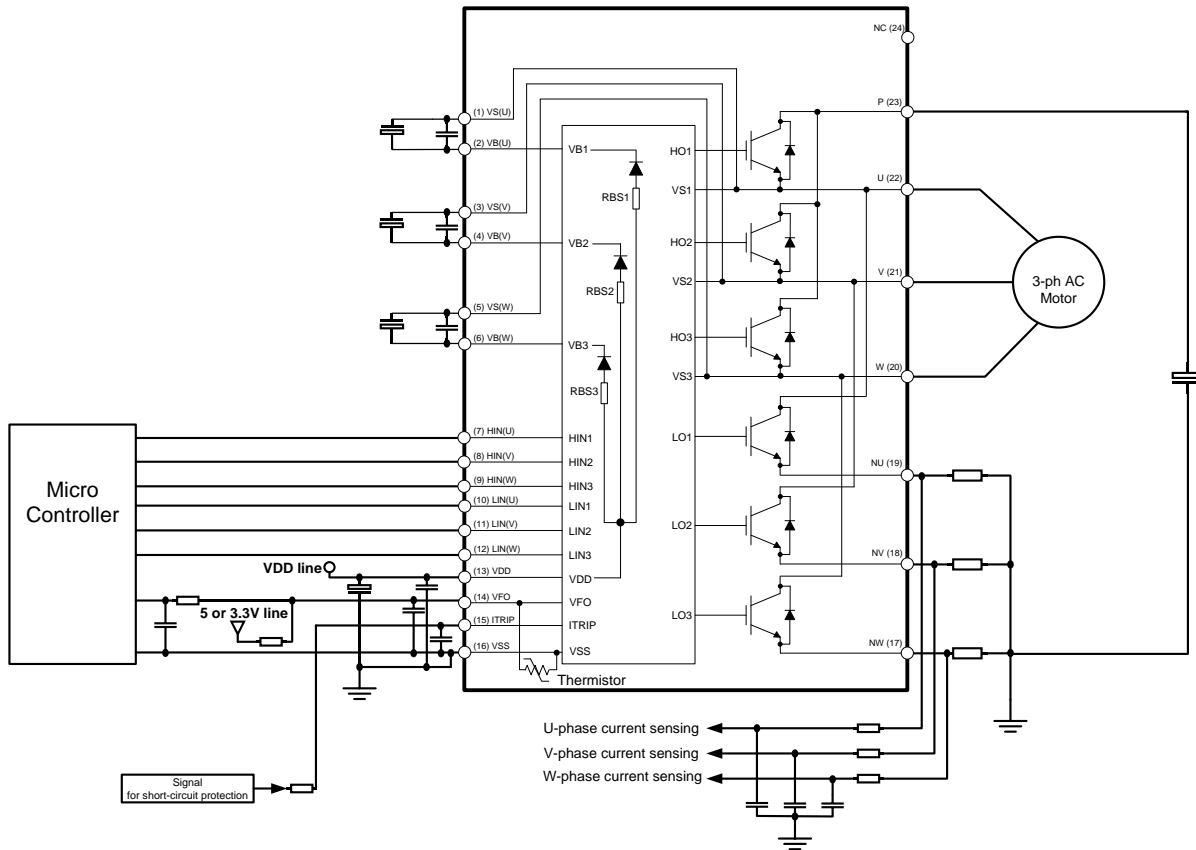 NC (24)
(1) VS(U)
P (23)
(2) VB(U)
VB1
HO1
RBS1
VS1
U (22)
(3) VS(V)
(4) VB(V)
VB2
HO2
RBS2
VS2
V (21)
3-ph AC
Motor
(5) VS(W)
(6) VB(W)
VB3
HO3
RBS3
VS3
W (20)
Micro
Controller
(7) HIN(U)
HIN1
LO1
(8) HIN(V)
HIN2
(9) HIN(W)
HIN3
NU (19)
(10) LIN(U)
LIN1
(11) LIN(V)
LIN2
LO2
(12) LIN(W)
LIN3
NV (18)
VDD line
(13) VDD
VDD
(14) VFO
VFO
5 or 3.3V line
(15) ITRIP
ITRIP
LO3
(16) VSS
VSS
NW (17)
Thermistor
U-phase current sensing
V-phase current sensing
W-phase current sensing
Signal
for short-circuit protection